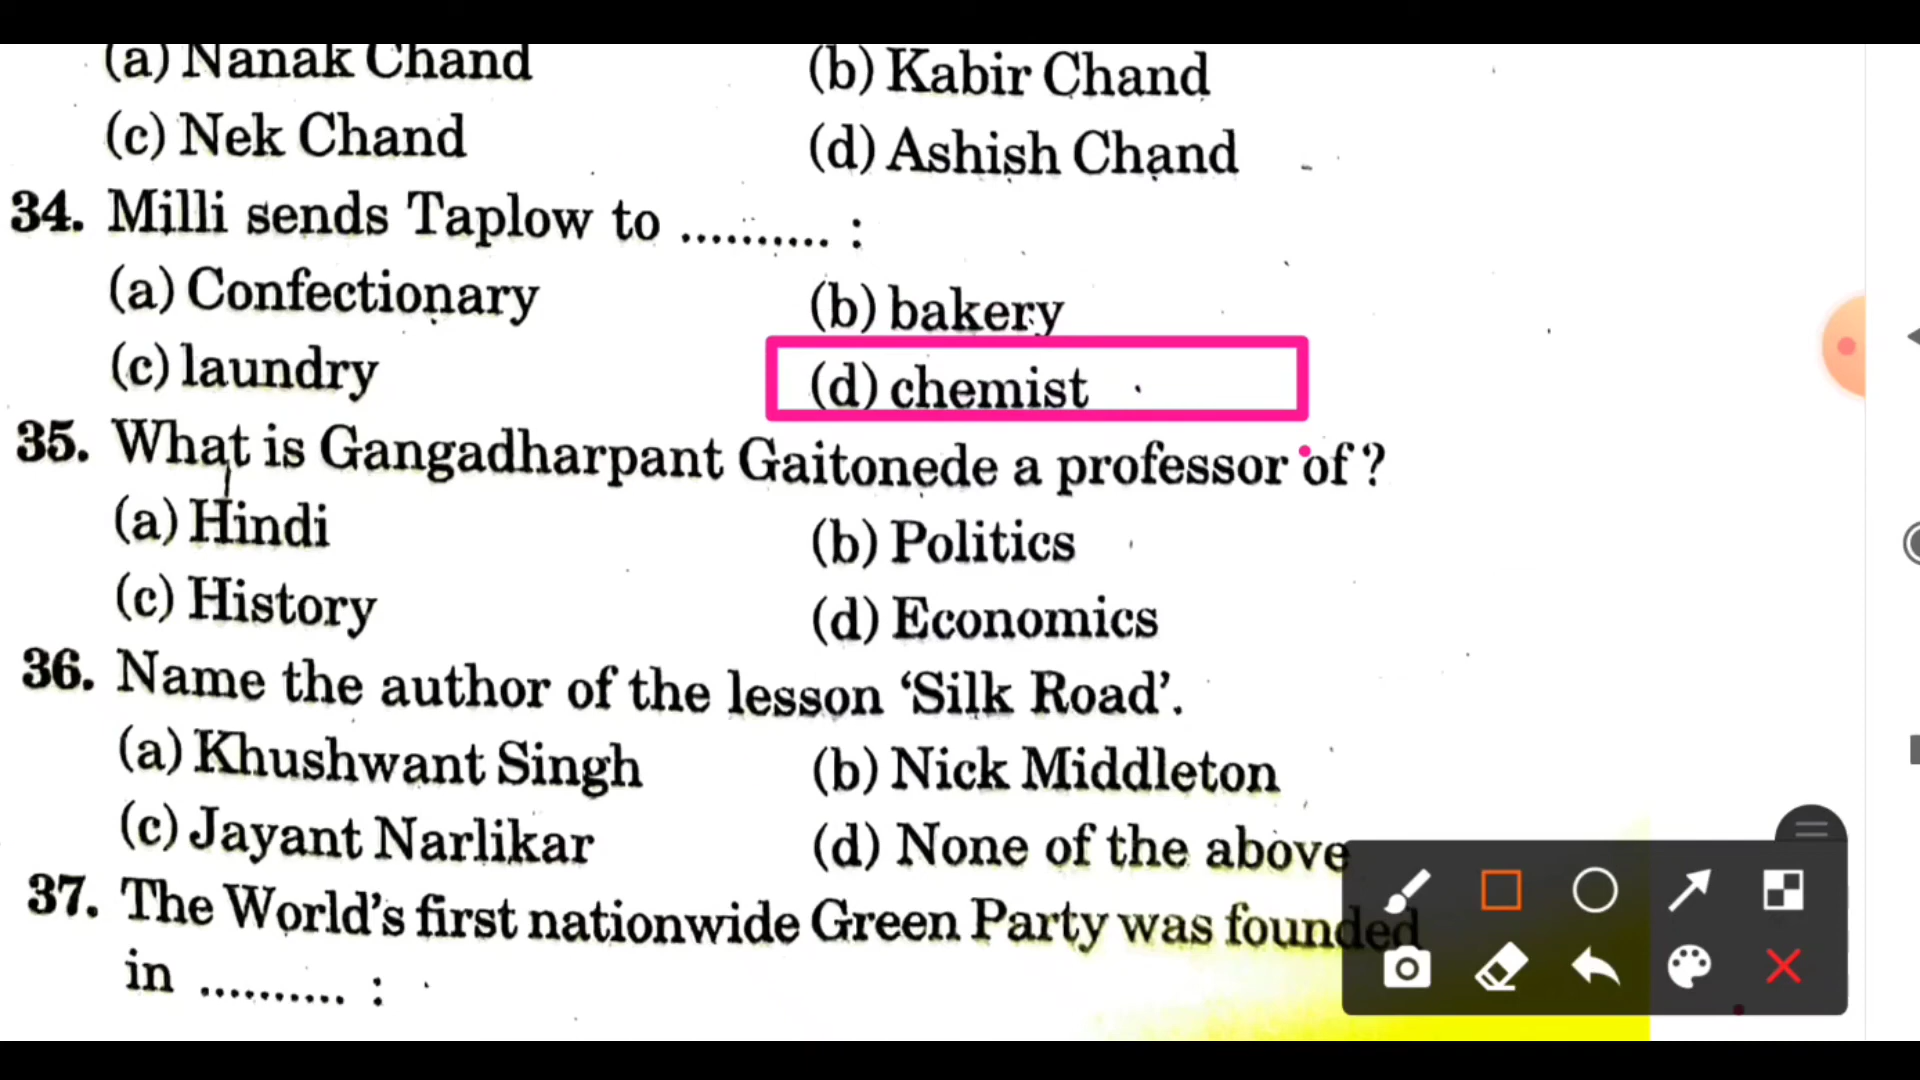 (a) Nanak Chand (b) Kabir Chand
(c) Nek Chand (d) Ashish Chand
34. Milli sends Taplow to .......... :
(a) Confectionary (b) bakery
(c) laundry (d) chemist
35. What is Gangadharpant Gaitonede a professor of?
(a) Hindi (b) Politics
(c) History (d) Economics
36. Name the author of the lesson ‘Silk Road’.
(a) Khushwant Singh (b) Nick Middleton
(c) Jayant Narlikar (d) None of the above
37. The World’s first nationwide Green Party was founded
in .......... :